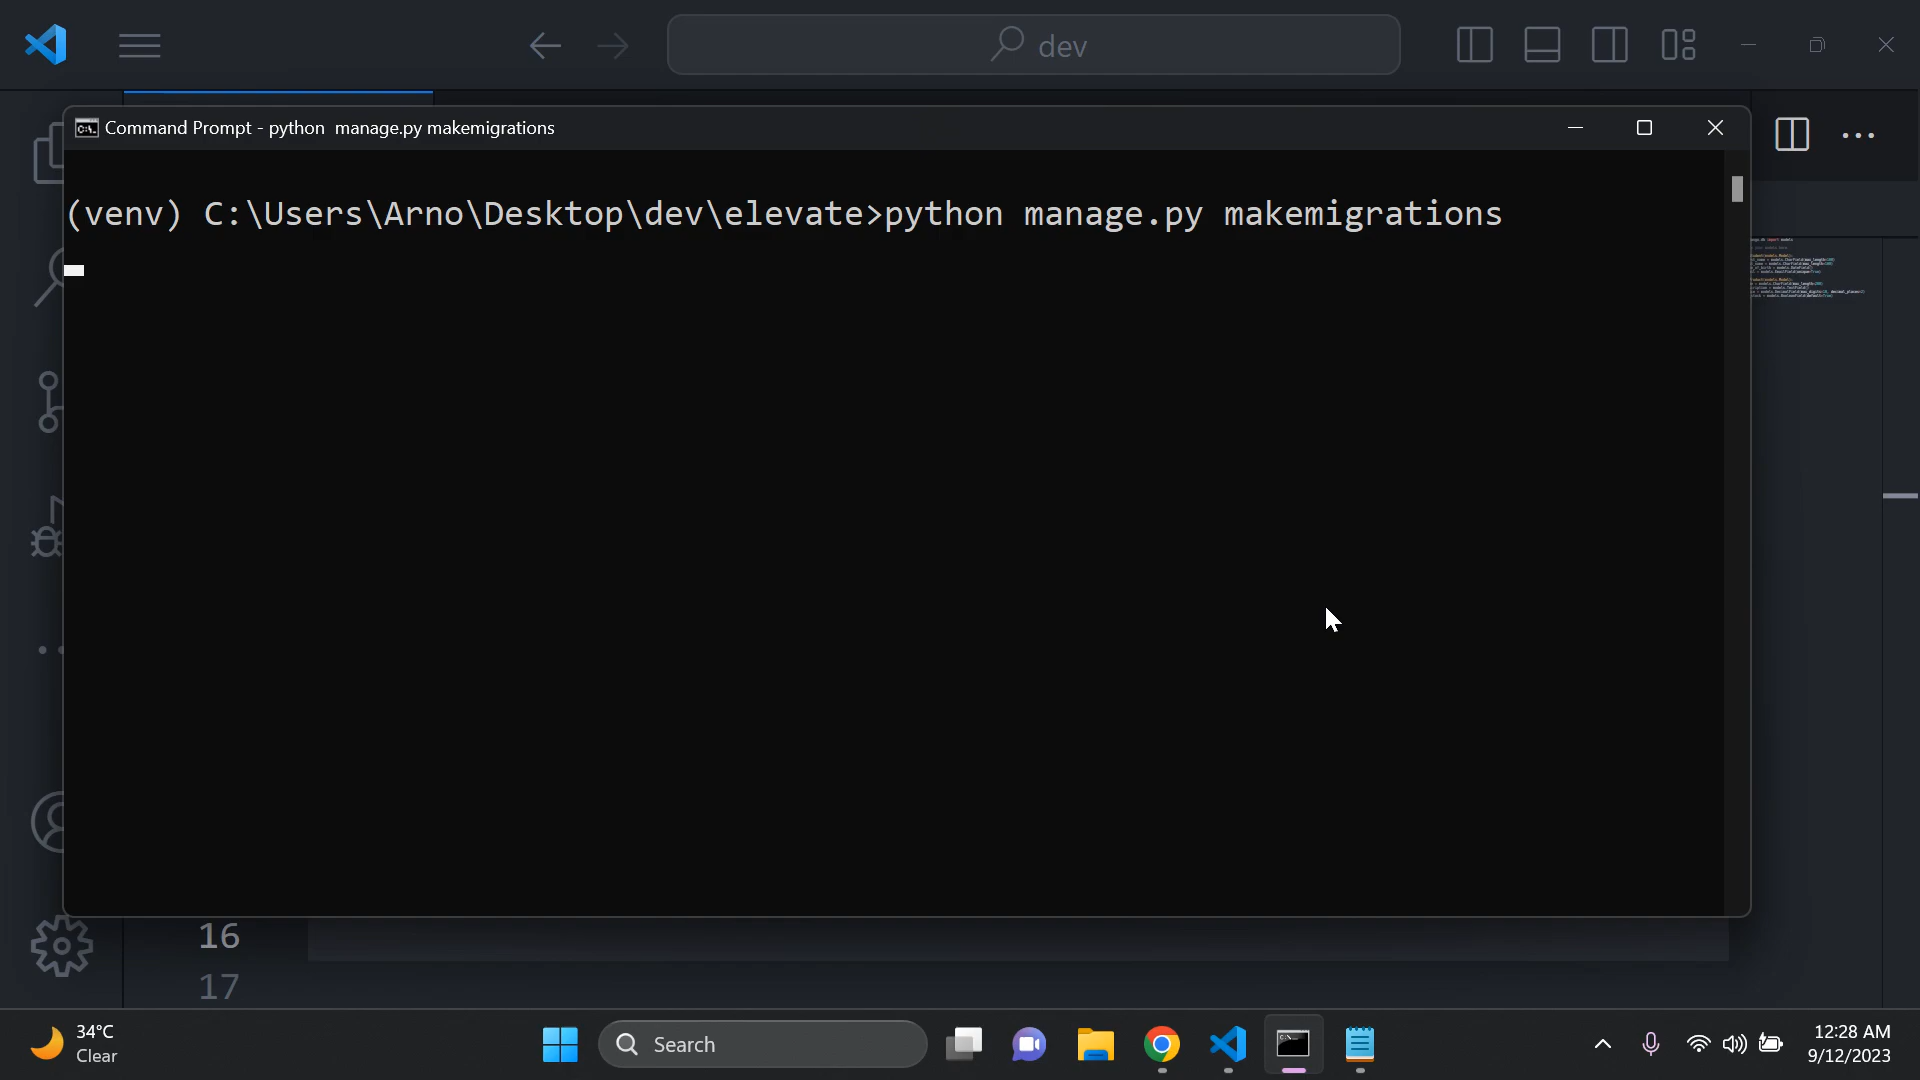 dev
Command Prompt - python  manage.py makemigrations
(venv) C:\Users\Arno\Desktop\dev\elevate>python manage.py makemigrations
16
17
34°C
Clear
Search
12:28 AM
9/12/2023